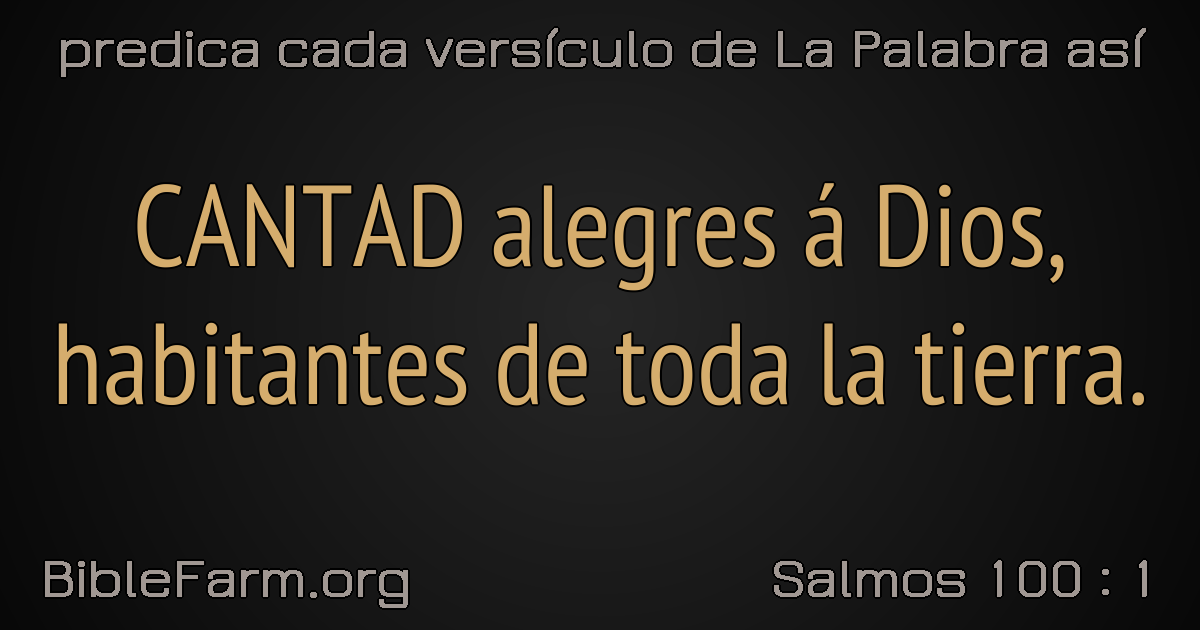 predica cada versículo de La Palabra así
CANTAD alegres á Dios,
habitantes de toda la tierra.
BibleFarm.org
Salmos 100 : 1